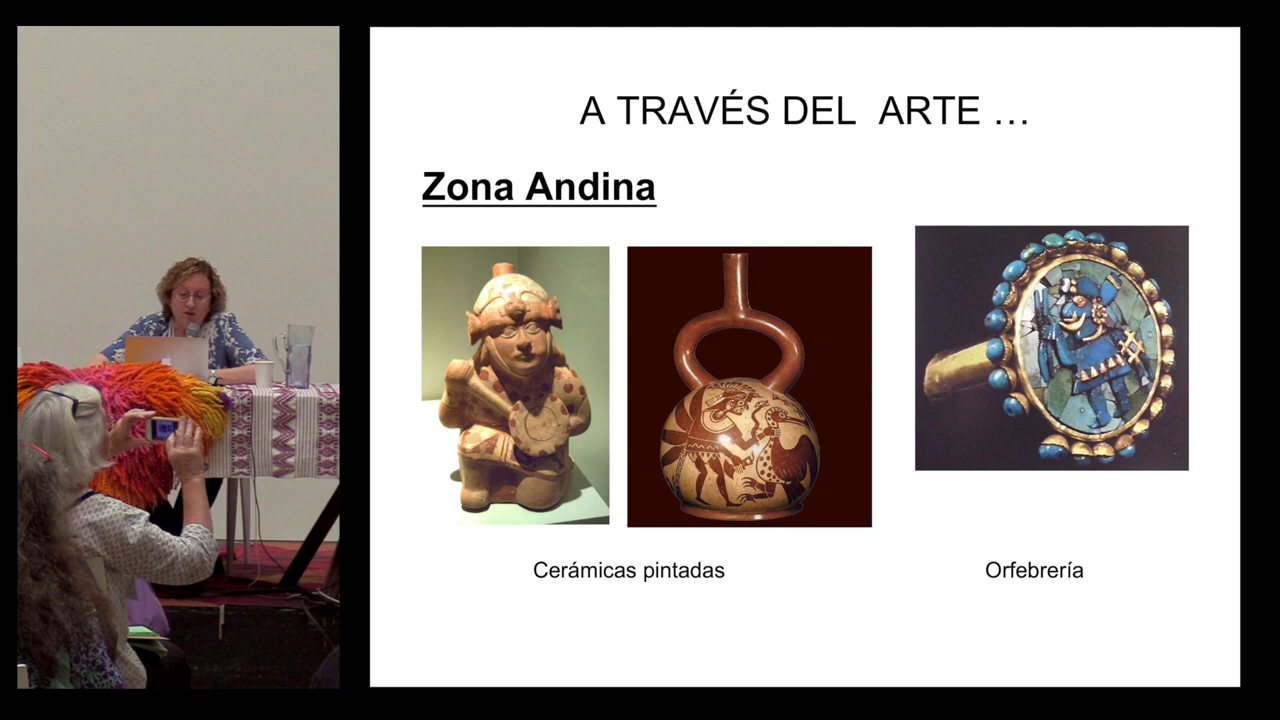 A TRAVÉS DEL ARTE ...
Zona Andina
Cerámicas pintadas
Orfebrería